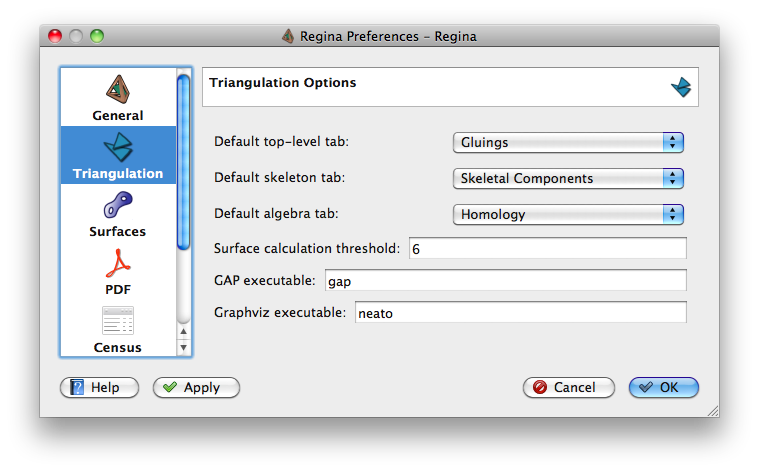 Regina Preferences – Regina
General
Triangulation
Surfaces
PDF
Census
Triangulation Options
Default top-level tab: Gluings
Default skeleton tab: Skeletal Components
Default algebra tab: Homology
Surface calculation threshold: 6
GAP executable: gap
Graphviz executable: neato
? Help
Apply
Cancel
OK